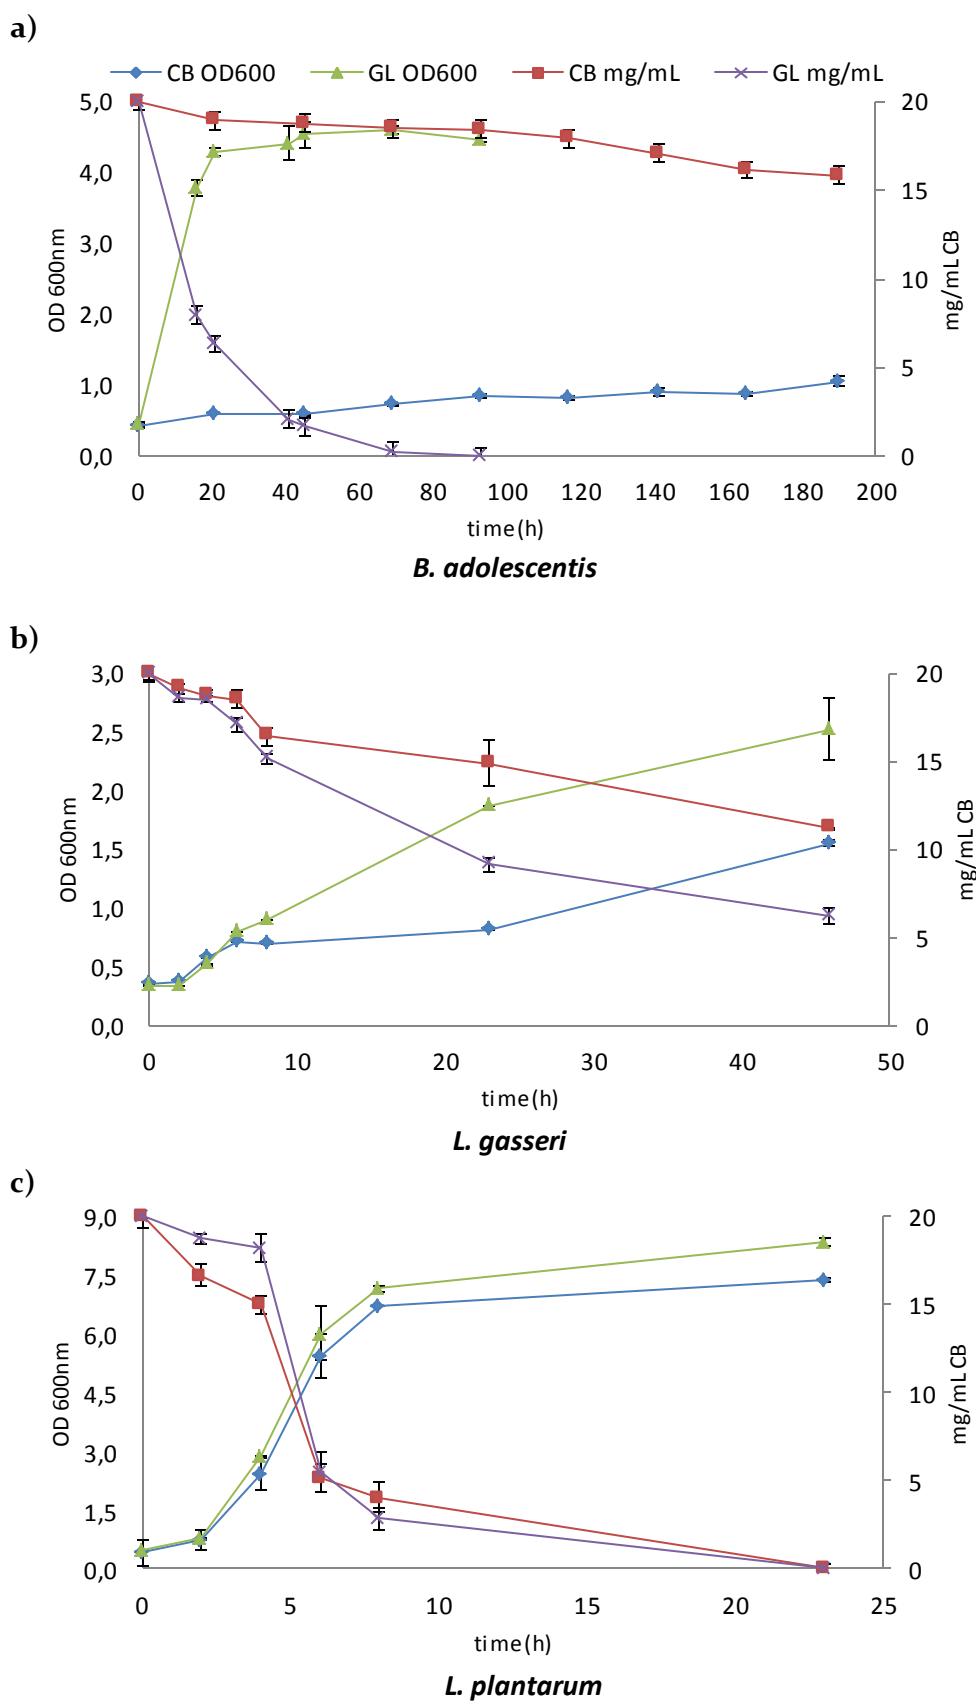 a)
CB OD600 GL OD600 CB mg/mL GL mg/mL
5,0 20
4,0 15
3,0
10
2,0
1,0 5
0,0 0
OD 600nm
mg/mL CB
0 20 40 60 80 100 120 140 160 180 200
time(h)
B. adolescentis
b)
3,0 20
2,5
2,0 15
1,5 10
1,0
0,5 5
0,0 0
OD 600nm
mg/mL CB
0 10 20 30 40 50
time(h)
L. gasseri
c)
9,0 20
7,5
6,0 15
4,5 10
3,0
1,5 5
0,0 0
OD 600nm
mg/mL CB
0 5 10 15 20 25
time(h)
L. plantarum